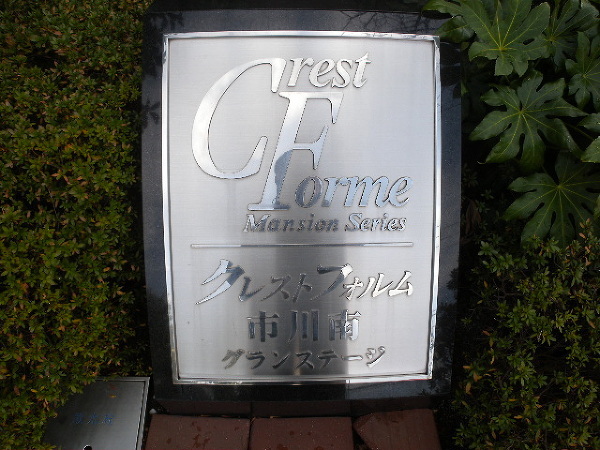 Crest
Forme
Mansion Series
クレストフォルム
市川南
グランステージ